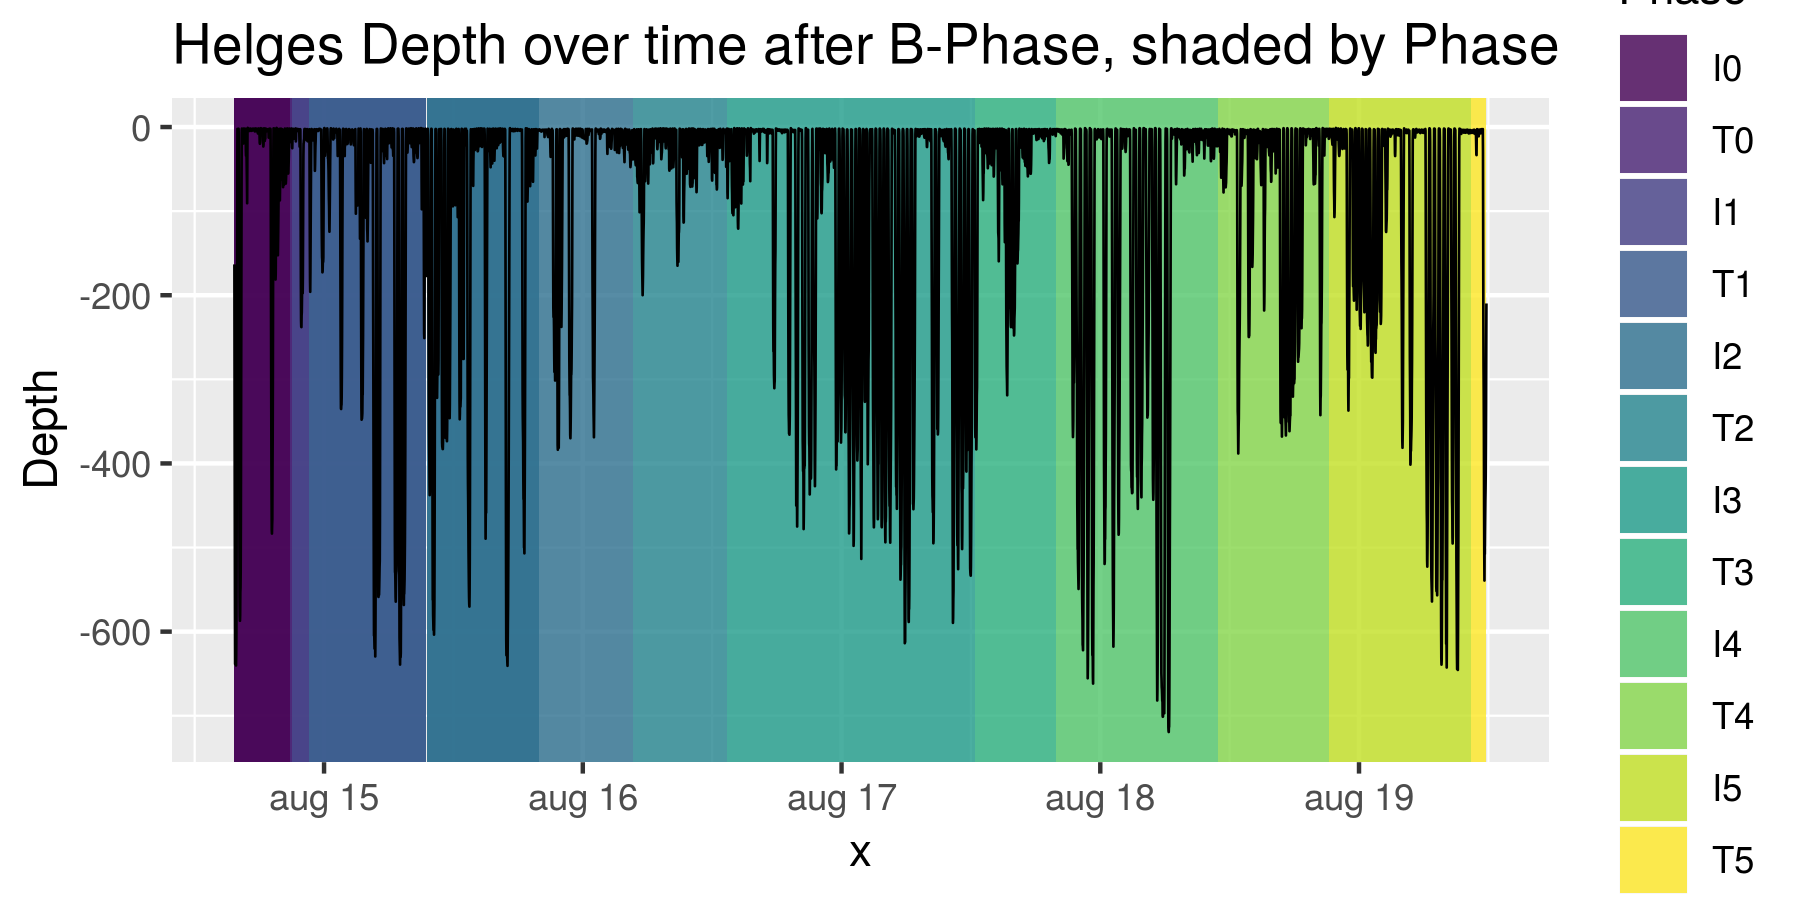 Helges Depth over time after B-Phase, shaded by Phase
Phase
I0
T0
I1
T1
I2
T2
I3
T3
I4
T4
I5
T5
0
-200
-400
-600
Depth
aug 15
aug 16
aug 17
aug 18
aug 19
x